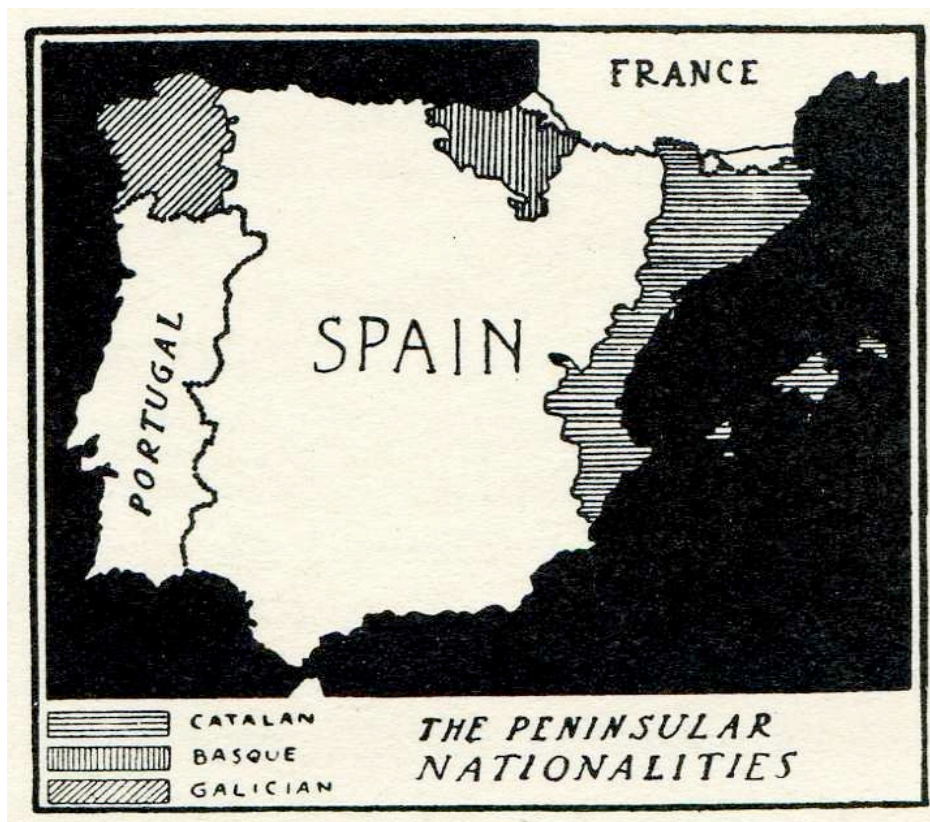 FRANCE
SPAIN
PORTUGAL
CATALAN
BASQUE
GALICIAN
THE PENINSULAR
NATIONALITIES